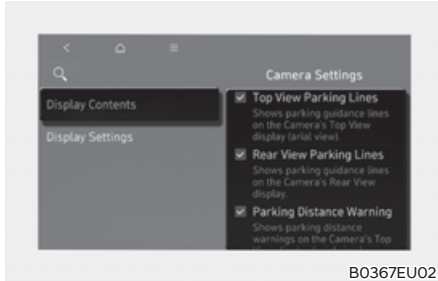 Camera Settings
Display Contents
Display Settings
Top View Parking Lines
Shows parking guidance lines
on the Camera's Top View
display (arial view)
Rear View Parking Lines
Shows parking guidance lines
on the Camera's Rear View
display.
Parking Distance Warning
Shows parking distance
warnings on the Camera's Top
B0367EU02